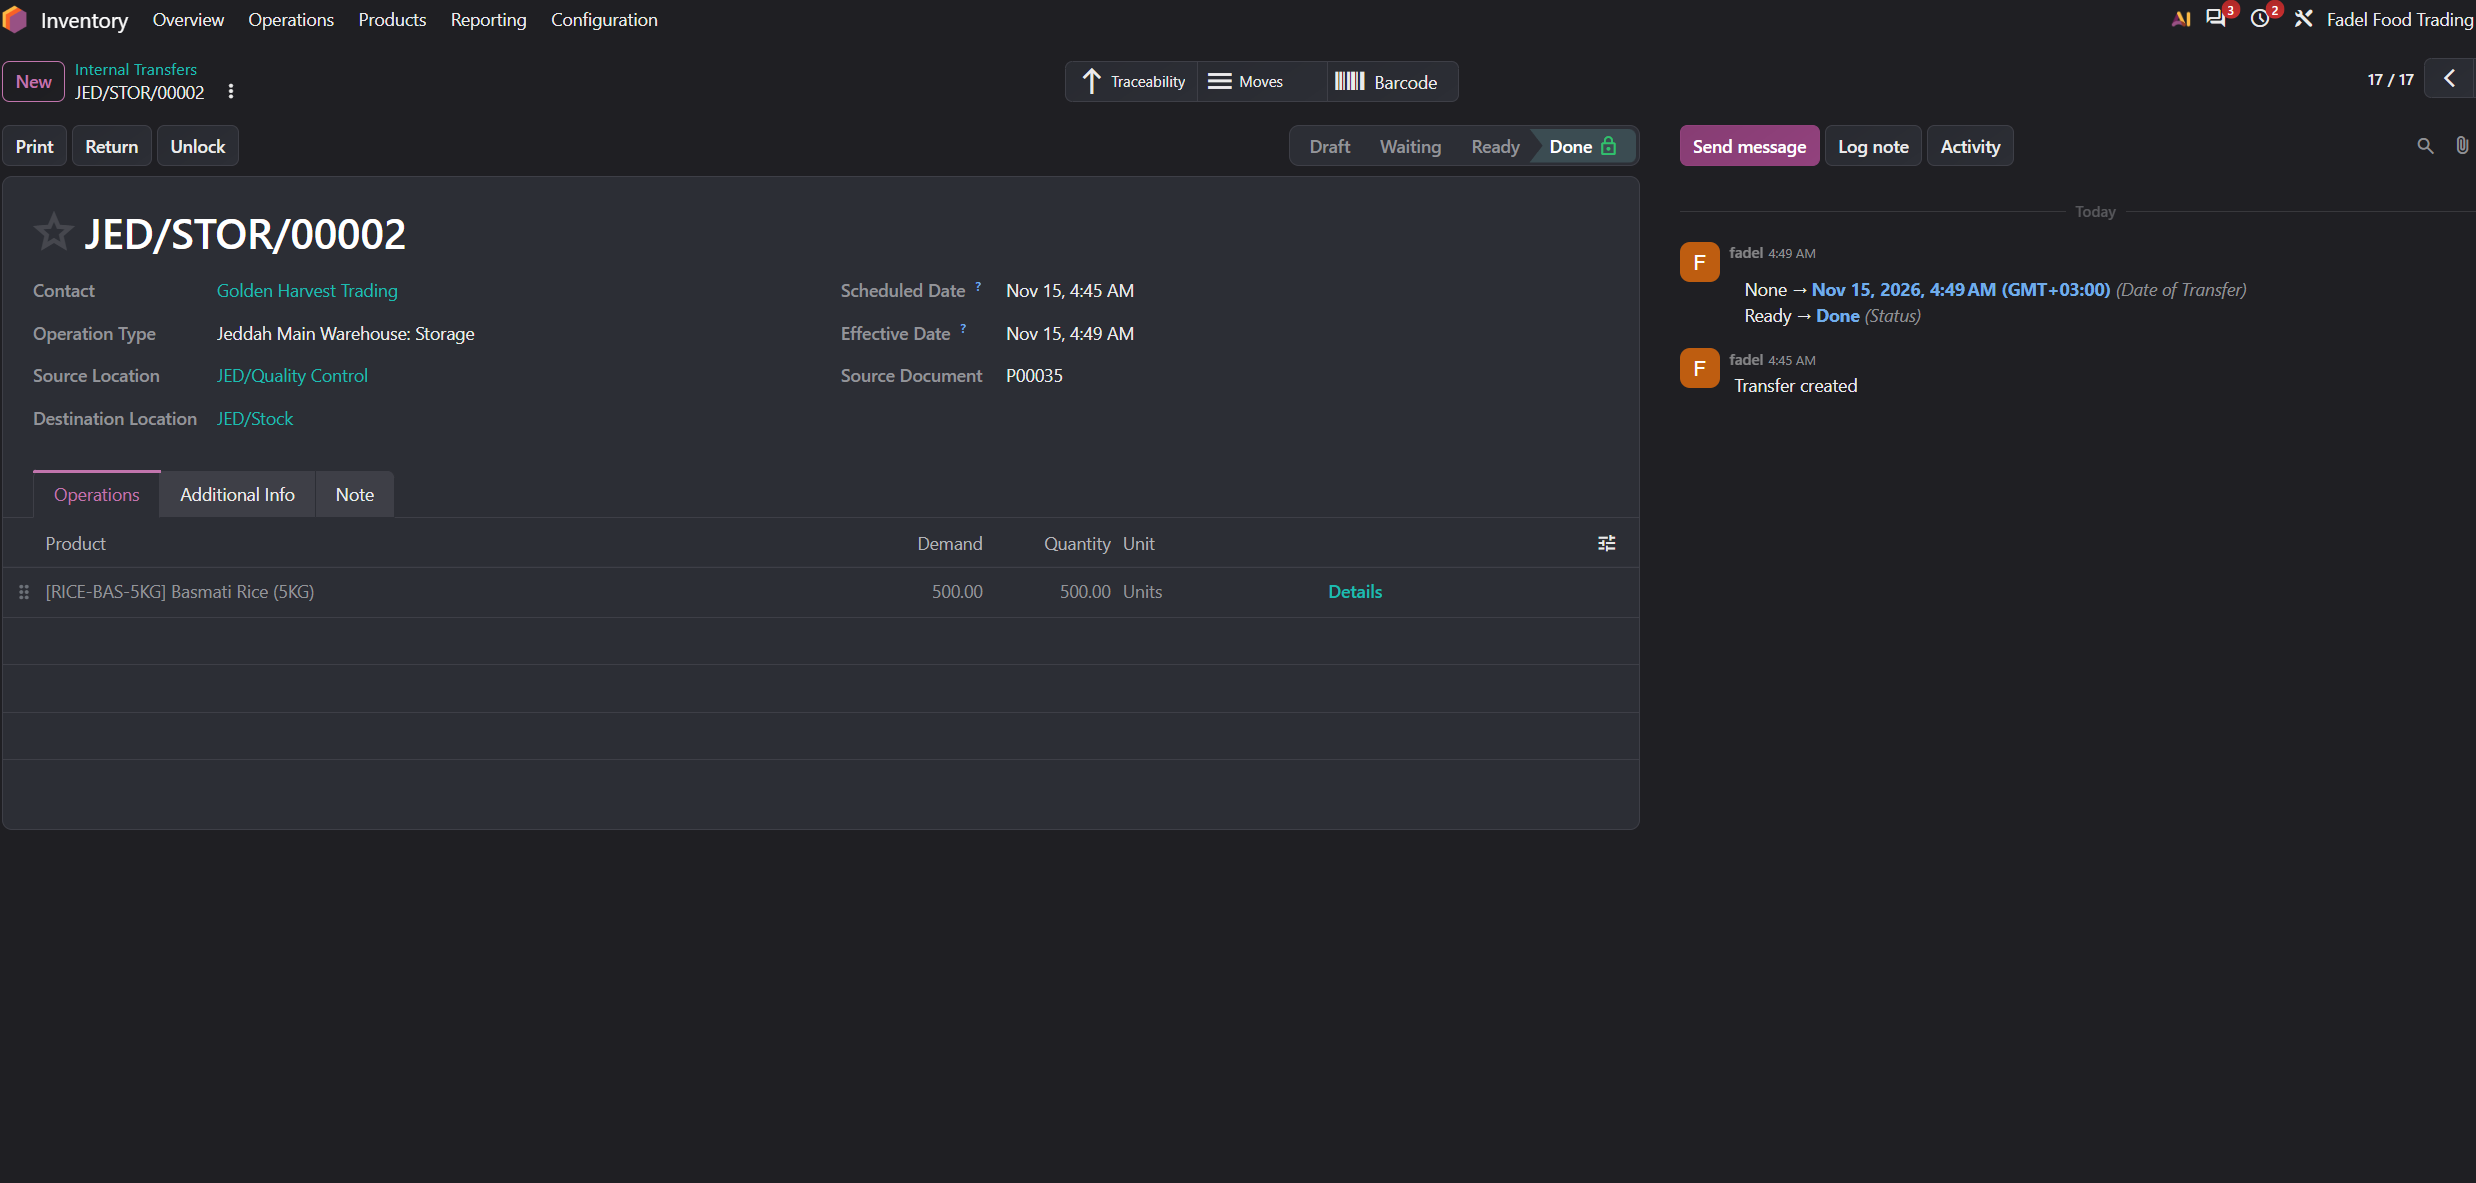 Inventory Overview Operations Products Reporting Configuration AI 3 2 Fadel Food Trading
New Internal Transfers
JED/STOR/00002
Traceability Moves Barcode 17 / 17
Print Return Unlock Draft Waiting Ready Done Send message Log note Activity
JED/STOR/00002
Contact Golden Harvest Trading
Operation Type Jeddah Main Warehouse: Storage
Source Location JED/Quality Control
Destination Location JED/Stock
Scheduled Date ? Nov 15, 4:45 AM
Effective Date ? Nov 15, 4:49 AM
Source Document P00035
Operations Additional Info Note
Product Demand Quantity Unit
[RICE-BAS-5KG] Basmati Rice (5KG) 500.00 500.00 Units Details
Today
F fadel 4:49 AM
None → Nov 15, 2026, 4:49 AM (GMT+03:00) (Date of Transfer)
Ready → Done (Status)
F fadel 4:45 AM
Transfer created